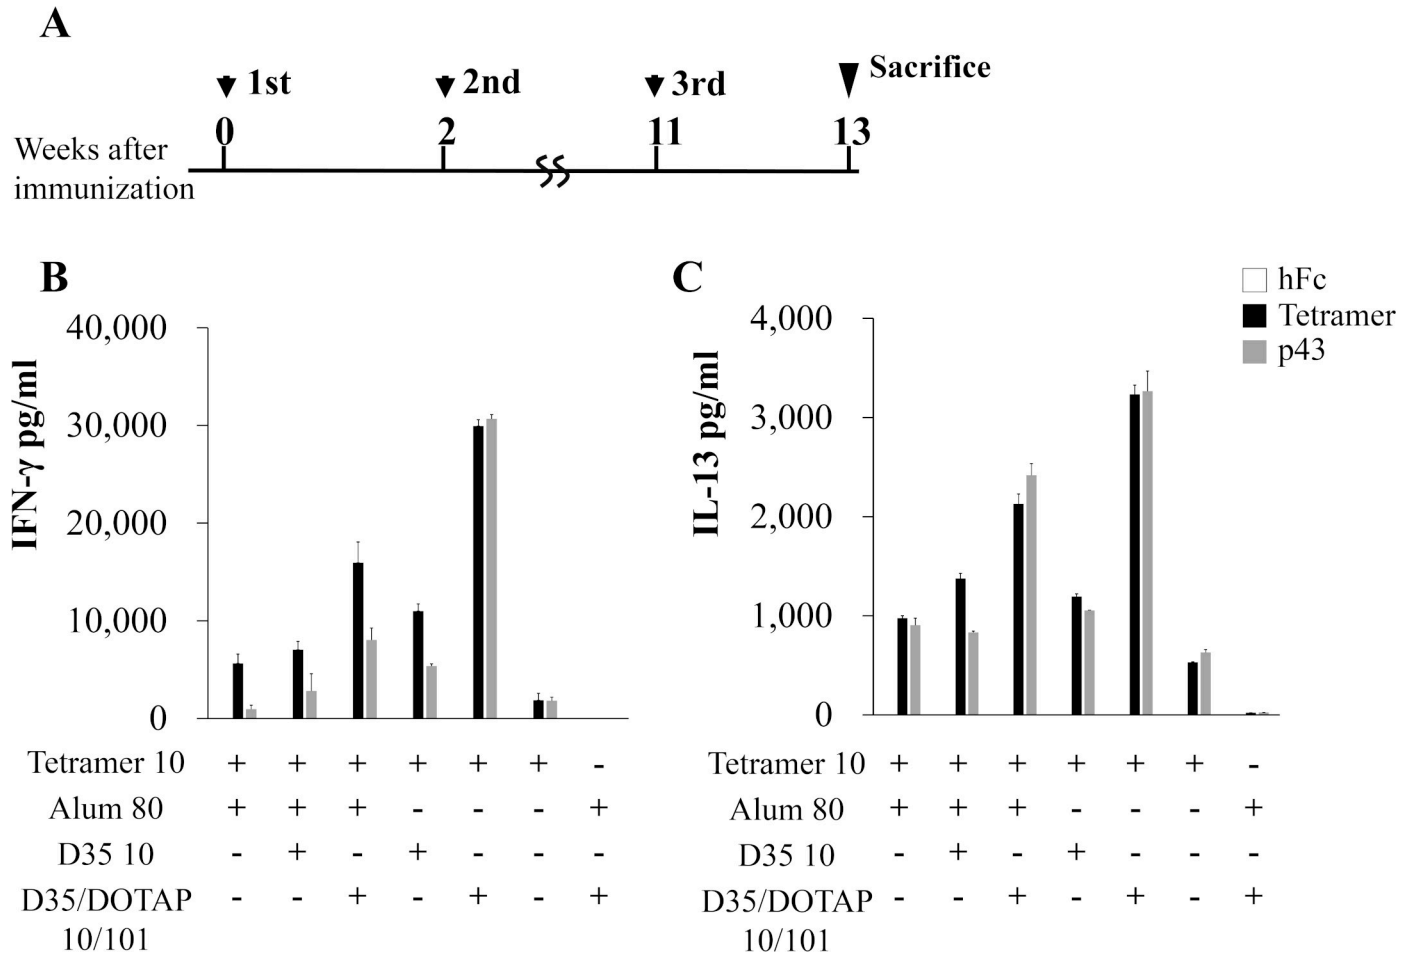 A
1st 2nd 3rd Sacrifice
0 2 11 13
Weeks after
immunization
B
40,000
30,000
20,000
10,000
0
IFN-γ pg/ml
Tetramer 10 + + + + + + -
Alum 80 + + + - - - +
D35 10 - + - + - - -
D35/DOTAP - - + - + - +
10/101
C
hFc
Tetramer
p43
4,000
3,000
2,000
1,000
0
IL-13 pg/ml
Tetramer 10 + + + + + + -
Alum 80 + + + - - - +
D35 10 - + - + - - -
D35/DOTAP - - + - + - +
10/101